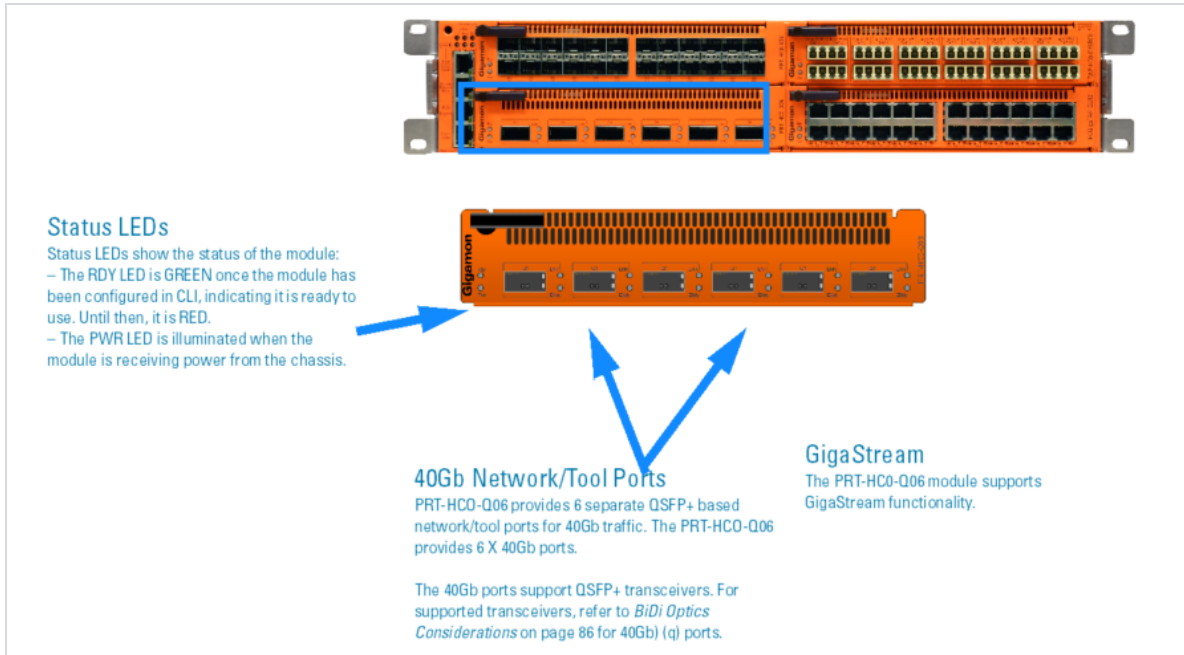 Gigamon
Gigamon
Gigamon
Gigamon
Status LEDs
Status LEDs show the status of the module:
– The RDY LED is GREEN once the module has
been configured in CLI, indicating it is ready to
use. Until then, it is RED.
– The PWR LED is illuminated when the
module is receiving power from the chassis.
Gigamon
40Gb Network/Tool Ports
PRT-HCO-Q06 provides 6 separate QSFP+ based
network/tool ports for 40Gb traffic. The PRT-HCO-Q06
provides 6 X 40Gb ports.
The 40Gb ports support QSFP+ transceivers. For
supported transceivers, refer to BiDi Optics
Considerations on page 86 for 40Gb) (q) ports.
GigaStream
The PRT-HC0-Q06 module supports
GigaStream functionality.